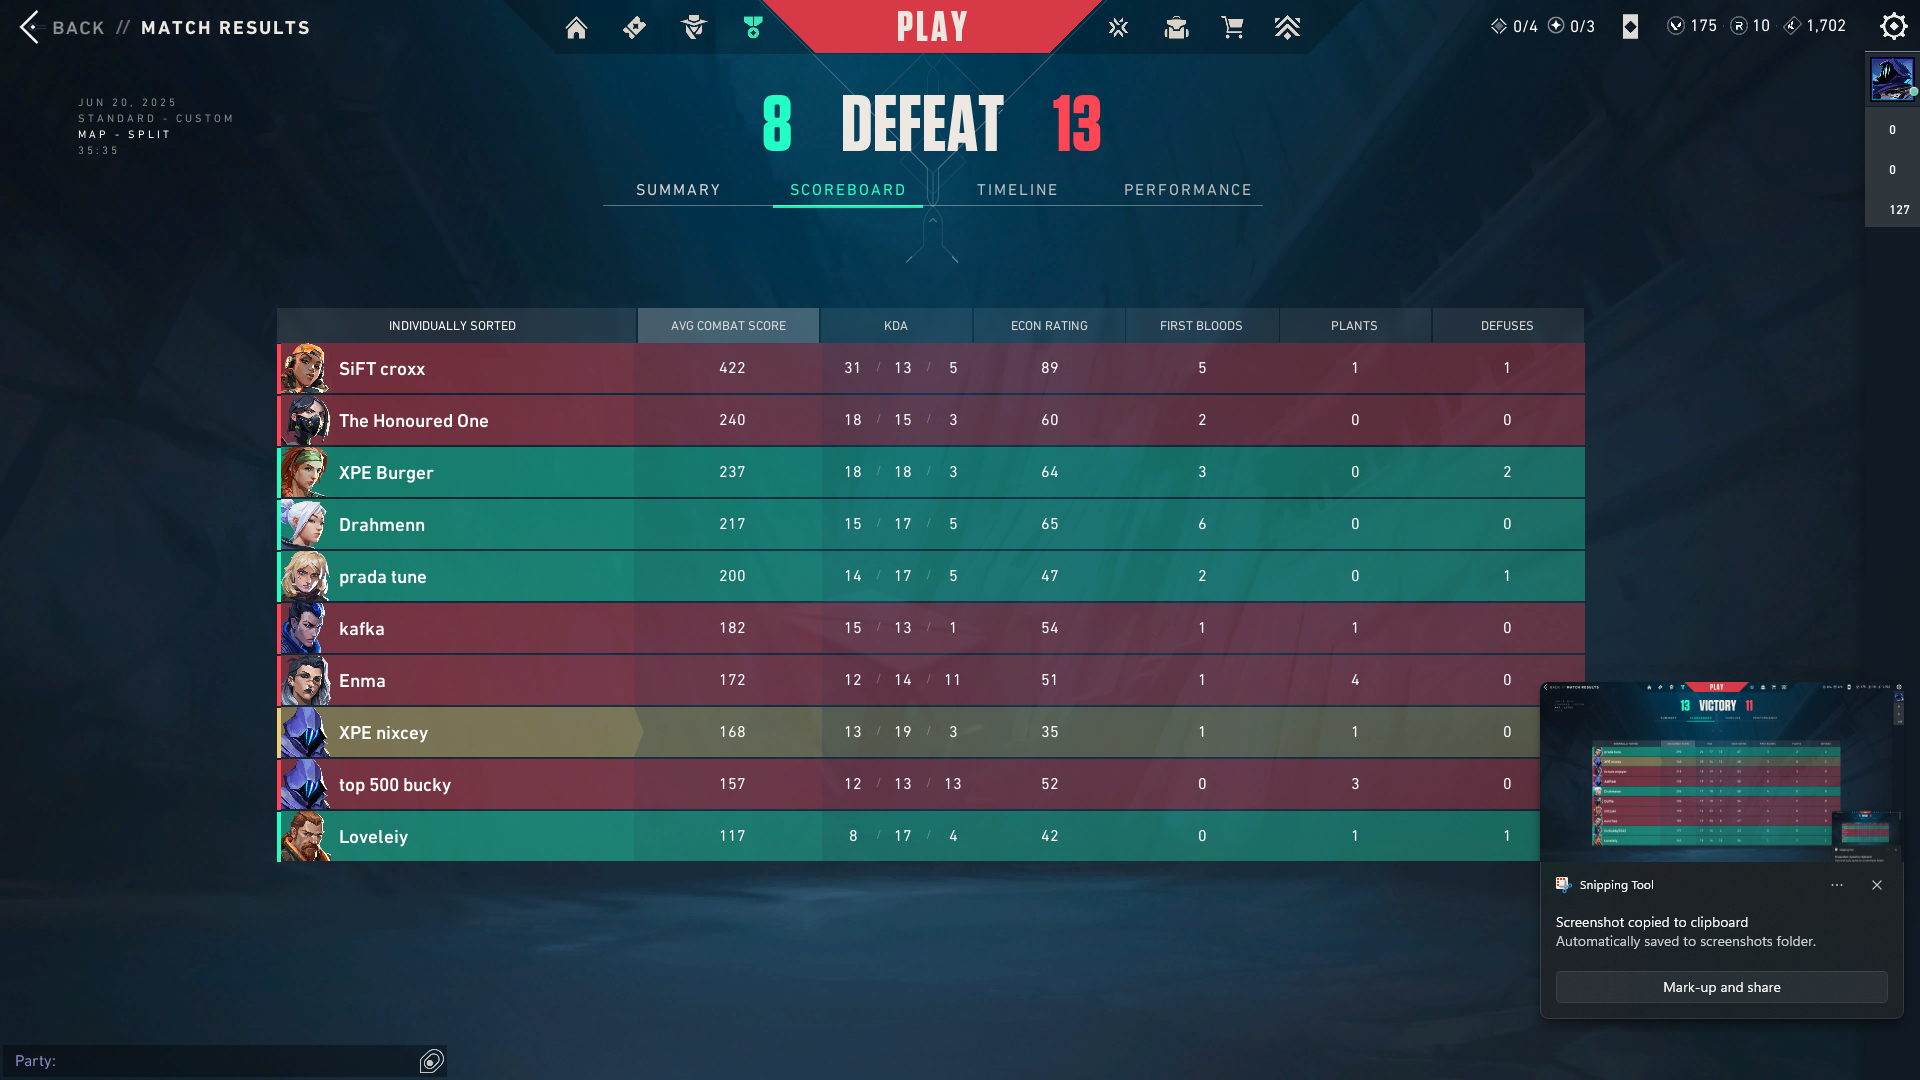 BACK // MATCH RESULTS
PLAY
0/4 0/3 175 10 1,702
JUN 20, 2025
STANDARD - CUSTOM
MAP - SPLIT
35:35
8 DEFEAT 13
0
0
127
SUMMARY SCOREBOARD TIMELINE PERFORMANCE
INDIVIDUALLY SORTED AVG COMBAT SCORE KDA ECON RATING FIRST BLOODS PLANTS DEFUSES
SiFT croxx 422 31 / 13 / 5 89 5 1 1
The Honoured One 240 18 / 15 / 3 60 2 0 0
XPE Burger 237 18 / 18 / 3 64 3 0 2
Drahmenn 217 15 / 17 / 5 65 6 0 0
prada tune 200 14 / 17 / 5 47 2 0 1
kafka 182 15 / 13 / 1 54 1 1 0
Enma 172 12 / 14 / 11 51 1 4 0
XPE nixcey 168 13 / 19 / 3 35 1 1 0
top 500 bucky 157 12 / 13 / 13 52 0 3 0
Loveleiy 117 8 / 17 / 4 42 0 1 1
PLAY
13 VICTORY 11
Snipping Tool
Screenshot copied to clipboard
Automatically saved to screenshots folder.
Mark-up and share
Party: